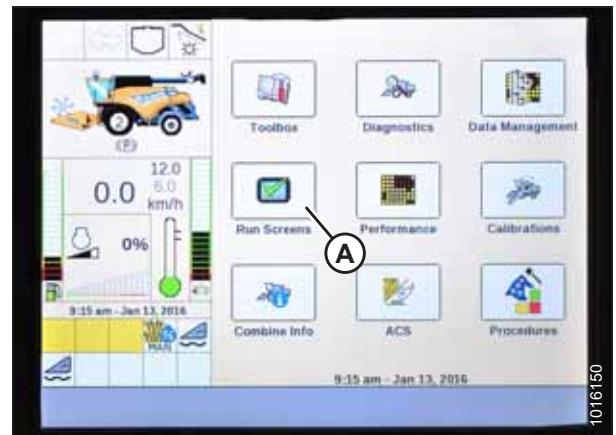 2
(P)
12.0
6.0
0.0 km/h
0%
9:15 am - Jan 13, 2016
MAN
Toolbox
Diagnostics
Data Management
Run Screens
Performance
Calibrations
A
Combine Info
ACS
Procedures
9:15 am - Jan 13, 2016
1016150